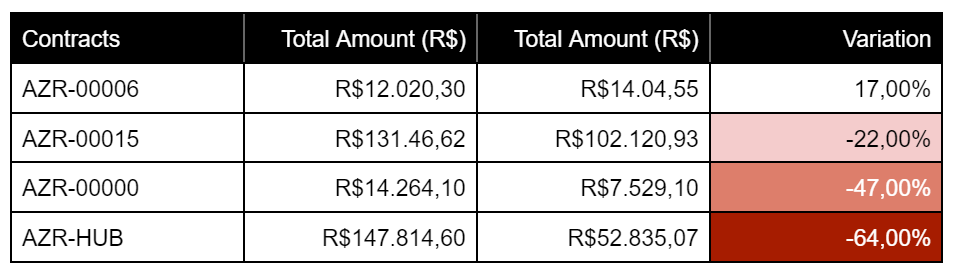 Contracts Total Amount (R$) Total Amount (R$) Variation
AZR-00006 R$12.020,30 R$14.04,55 17,00%
AZR-00015 R$131.46,62 R$102.120,93 -22,00%
AZR-00000 R$14.264,10 R$7.529,10 -47,00%
AZR-HUB R$147.814,60 R$52.835,07 -64,00%